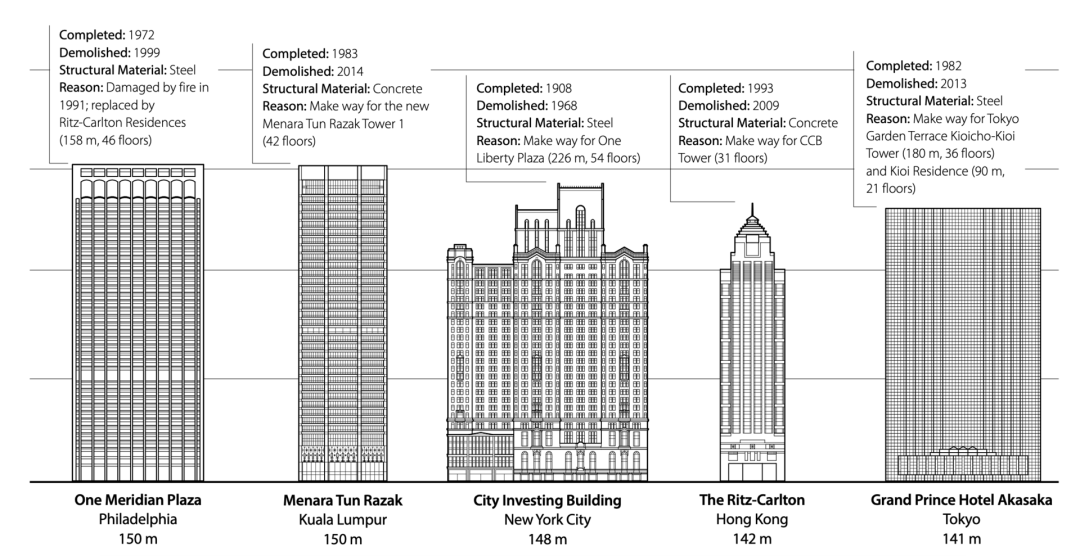 Completed: 1972
Demolished: 1999
Structural Material: Steel
Reason: Damaged by fire in
1991; replaced by
Ritz-Carlton Residences
(158 m, 46 floors)
Completed: 1983
Demolished: 2014
Structural Material: Concrete
Reason: Make way for the new
Menara Tun Razak Tower 1
(42 floors)
Completed: 1908
Demolished: 1968
Structural Material: Steel
Reason: Make way for One
Liberty Plaza (226 m, 54 floors)
Completed: 1993
Demolished: 2009
Structural Material: Concrete
Reason: Make way for CCB
Tower (31 floors)
Completed: 1982
Demolished: 2013
Structural Material: Steel
Reason: Make way for Tokyo
Garden Terrace Kioicho-Kioi
Tower (180 m, 36 floors)
and Kioi Residence (90 m,
21 floors)
One Meridian Plaza
Philadelphia
150 m
Menara Tun Razak
Kuala Lumpur
150 m
City Investing Building
New York City
148 m
The Ritz-Carlton
Hong Kong
142 m
Grand Prince Hotel Akasaka
Tokyo
141 m